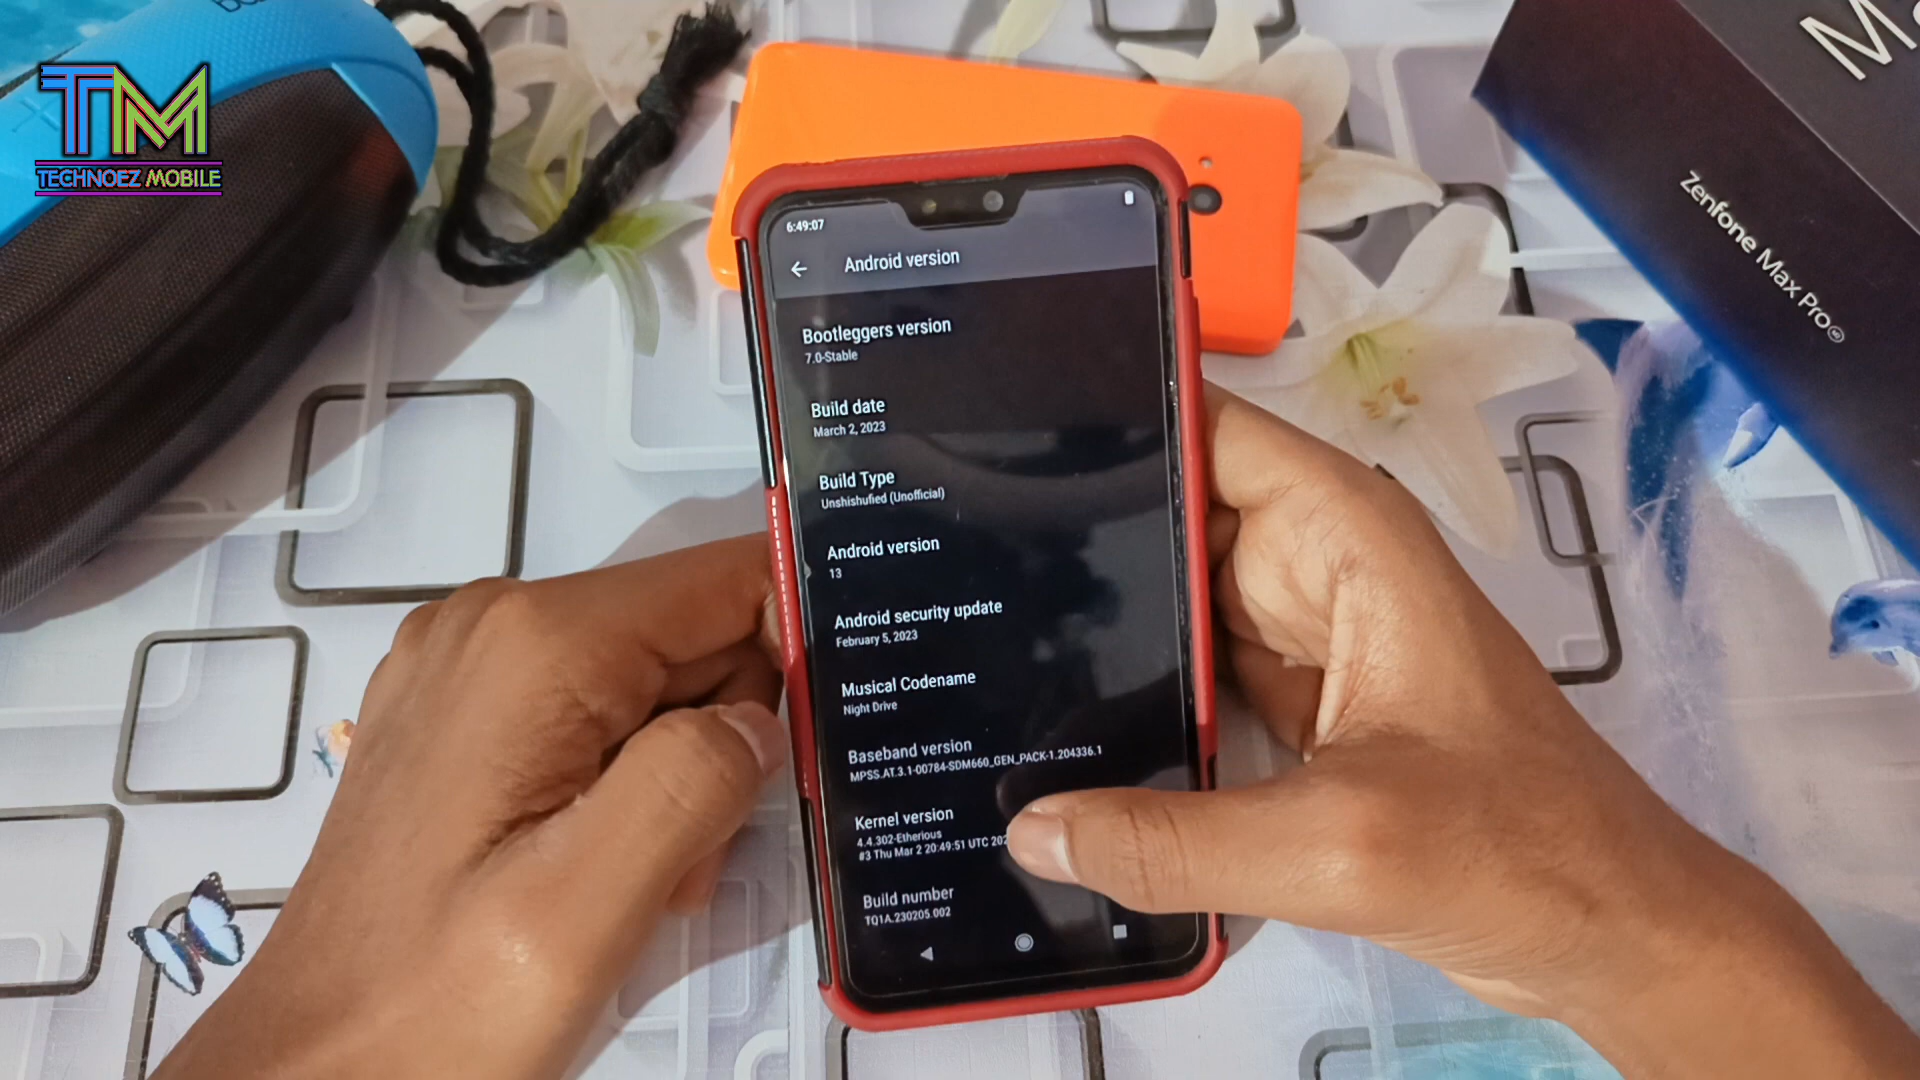 TM
TECHNOEZ MOBILE
6:49:07
Android version
Bootleggers version
7.0-Stable
Build date
March 2, 2023
Build Type
Unshishufied (Unofficial)
Android version
13
Android security update
February 5, 2023
Musical Codename
Night Drive
Baseband version
MPSS.AT.3.1-00784-SDM660_GEN_PACK-1.204336.1
Kernel version
4.4.302-Etherious
#3 Thu Mar 2 20:49:51 UTC 202
Build number
TQ1A.230205.002
Zenfone Max Pro